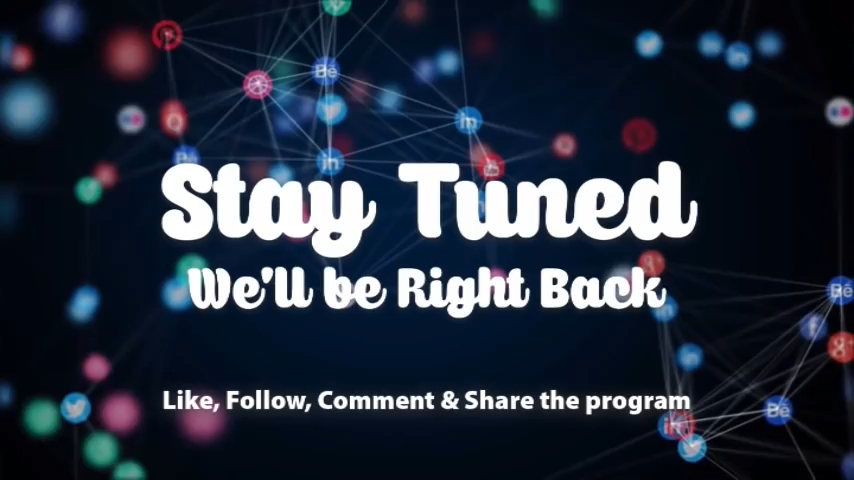 Stay Tuned
We'll be Right Back
Like, Follow, Comment & Share the program